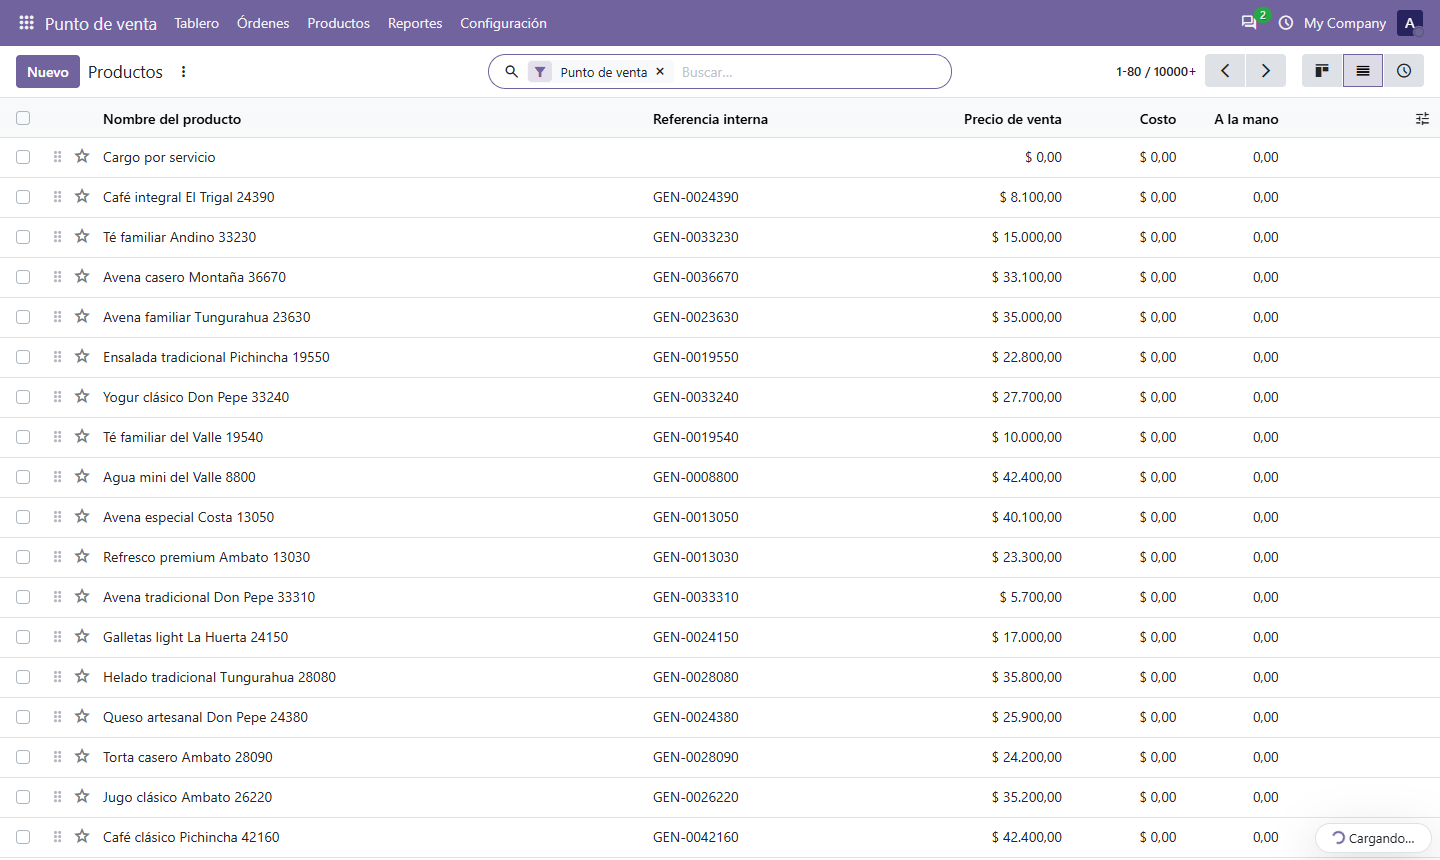 Punto de venta Tablero Órdenes Productos Reportes Configuración 2 My Company A
Nuevo Productos Punto de venta Buscar... 1-80 / 10000+
Nombre del producto Referencia interna Precio de venta Costo A la mano
Cargo por servicio $ 0,00 $ 0,00 0,00
Café integral El Trigal 24390 GEN-0024390 $ 8.100,00 $ 0,00 0,00
Té familiar Andino 33230 GEN-0033230 $ 15.000,00 $ 0,00 0,00
Avena casero Montaña 36670 GEN-0036670 $ 33.100,00 $ 0,00 0,00
Avena familiar Tungurahua 23630 GEN-0023630 $ 35.000,00 $ 0,00 0,00
Ensalada tradicional Pichincha 19550 GEN-0019550 $ 22.800,00 $ 0,00 0,00
Yogur clásico Don Pepe 33240 GEN-0033240 $ 27.700,00 $ 0,00 0,00
Té familiar del Valle 19540 GEN-0019540 $ 10.000,00 $ 0,00 0,00
Agua mini del Valle 8800 GEN-0008800 $ 42.400,00 $ 0,00 0,00
Avena especial Costa 13050 GEN-0013050 $ 40.100,00 $ 0,00 0,00
Refresco premium Ambato 13030 GEN-0013030 $ 23.300,00 $ 0,00 0,00
Avena tradicional Don Pepe 33310 GEN-0033310 $ 5.700,00 $ 0,00 0,00
Galletas light La Huerta 24150 GEN-0024150 $ 17.000,00 $ 0,00 0,00
Helado tradicional Tungurahua 28080 GEN-0028080 $ 35.800,00 $ 0,00 0,00
Queso artesanal Don Pepe 24380 GEN-0024380 $ 25.900,00 $ 0,00 0,00
Torta casero Ambato 28090 GEN-0028090 $ 24.200,00 $ 0,00 0,00
Jugo clásico Ambato 26220 GEN-0026220 $ 35.200,00 $ 0,00 0,00
Café clásico Pichincha 42160 GEN-0042160 $ 42.400,00 $ 0,00 0,00
Cargando...